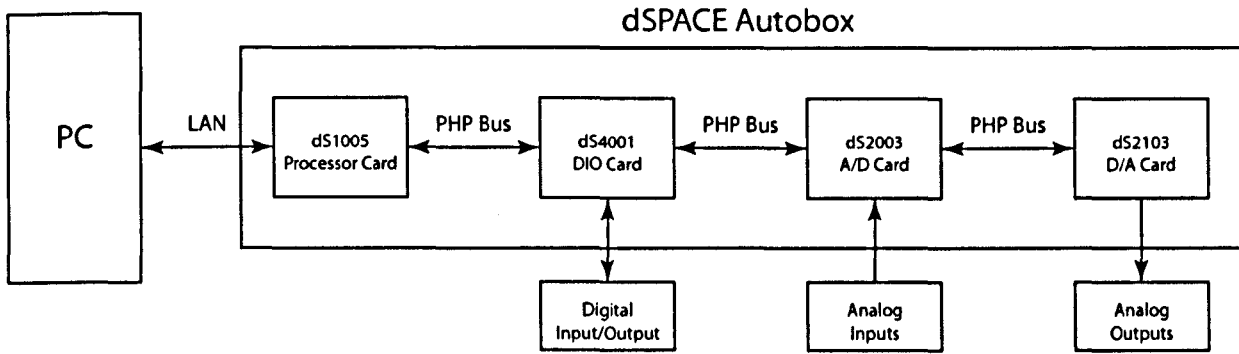 dSPACE Autobox
PC
LAN
dS1005
Processor Card
PHP Bus
dS4001
DIO Card
PHP Bus
dS2003
A/D Card
PHP Bus
dS2103
D/A Card
Digital
Input/Output
Analog
Inputs
Analog
Outputs